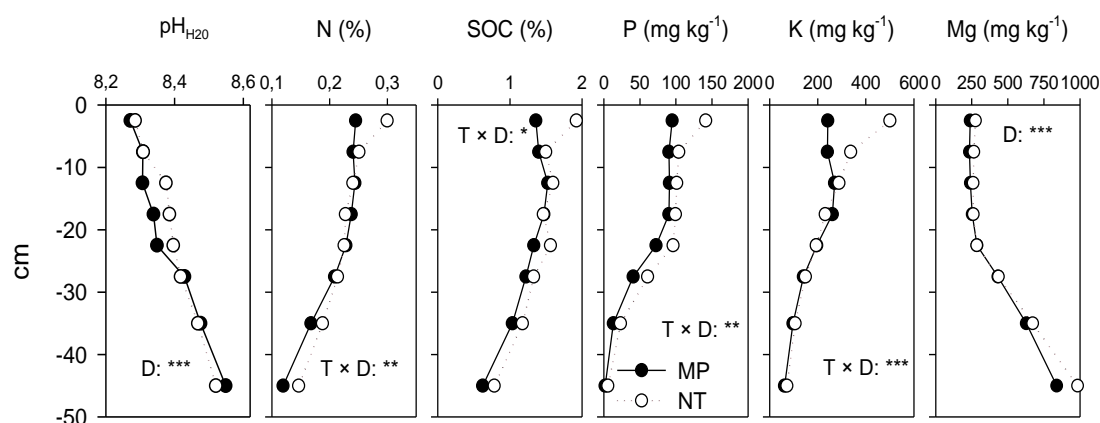 pH H20 N (%) SOC (%) P (mg kg-1) K (mg kg-1) Mg (mg kg-1)
8,2 8,4 8,6 0,1 0,2 0,3 0 1 2 0 50 100 150 200 0 200 400 600 0 250 500 750 1000
0
-10
-20
-30
-40
-50
cm
T × D: *
D: ***
T × D: **
MP
NT
D: ***
T × D: **
T × D: ***